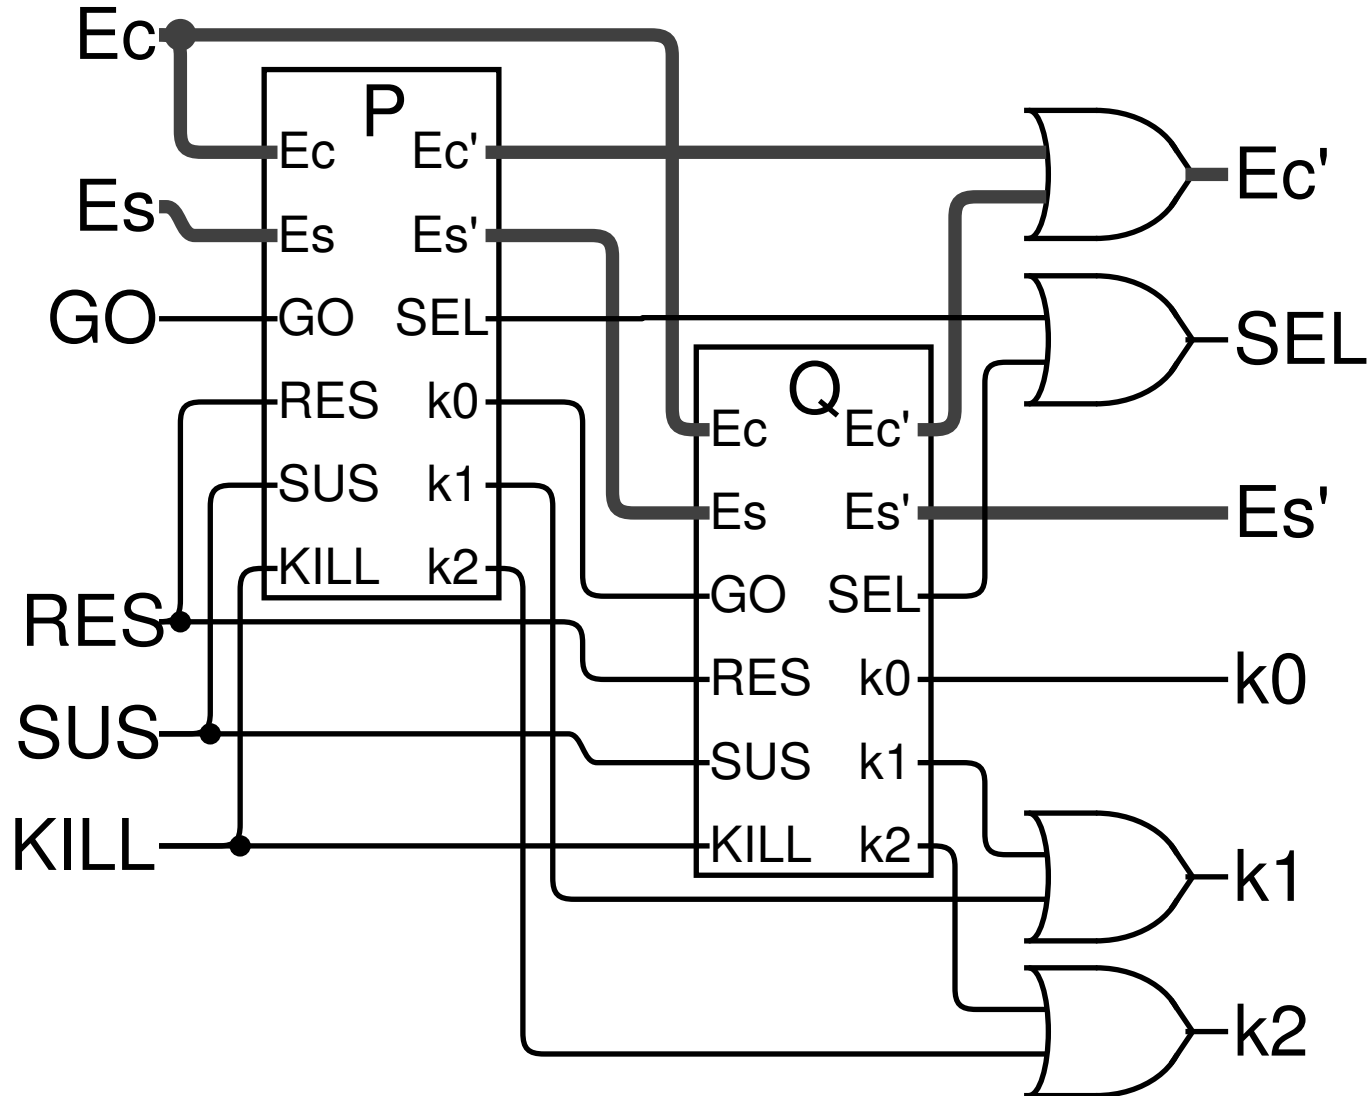 Ec
Es
GO
RES
SUS
KILL
P
Ec Ec'
Es Es'
GO SEL
RES k0
SUS k1
KILL k2
Q
Ec Ec'
Es Es'
GO SEL
RES k0
SUS k1
KILL k2
Ec'
SEL
Es'
k0
k1
k2